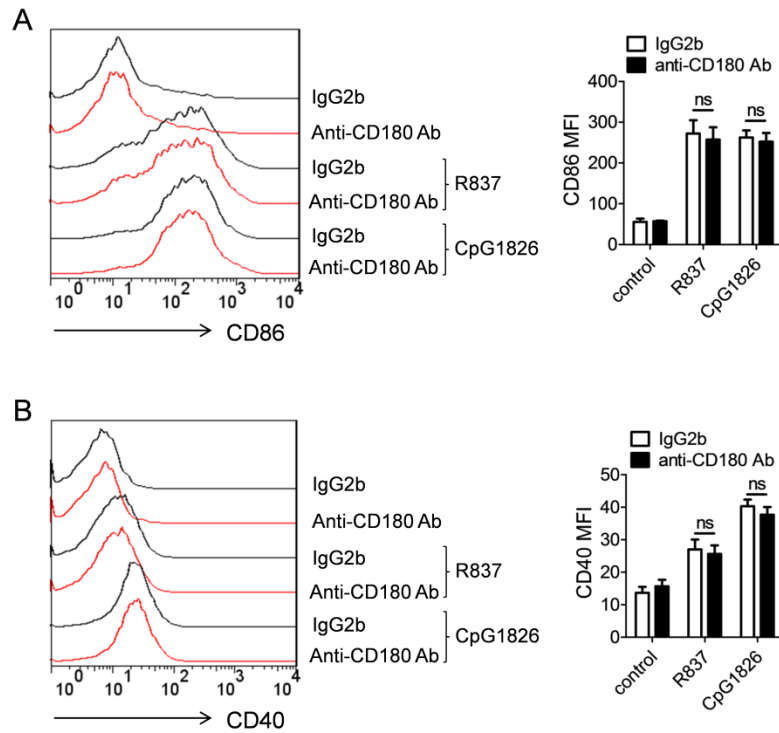 A
IgG2b
Anti-CD180 Ab
IgG2b
Anti-CD180 Ab
R837
IgG2b
Anti-CD180 Ab
CpG1826
10^0 10^1 10^2 10^3 10^4
CD86
IgG2b
anti-CD180 Ab
CD86 MFI
400
300
200
100
0
ns
ns
control
R837
CpG1826
B
IgG2b
Anti-CD180 Ab
IgG2b
Anti-CD180 Ab
R837
IgG2b
Anti-CD180 Ab
CpG1826
10^0 10^1 10^2 10^3 10^4
CD40
IgG2b
anti-CD180 Ab
CD40 MFI
50
40
30
20
10
0
ns
ns
control
R837
CpG1826